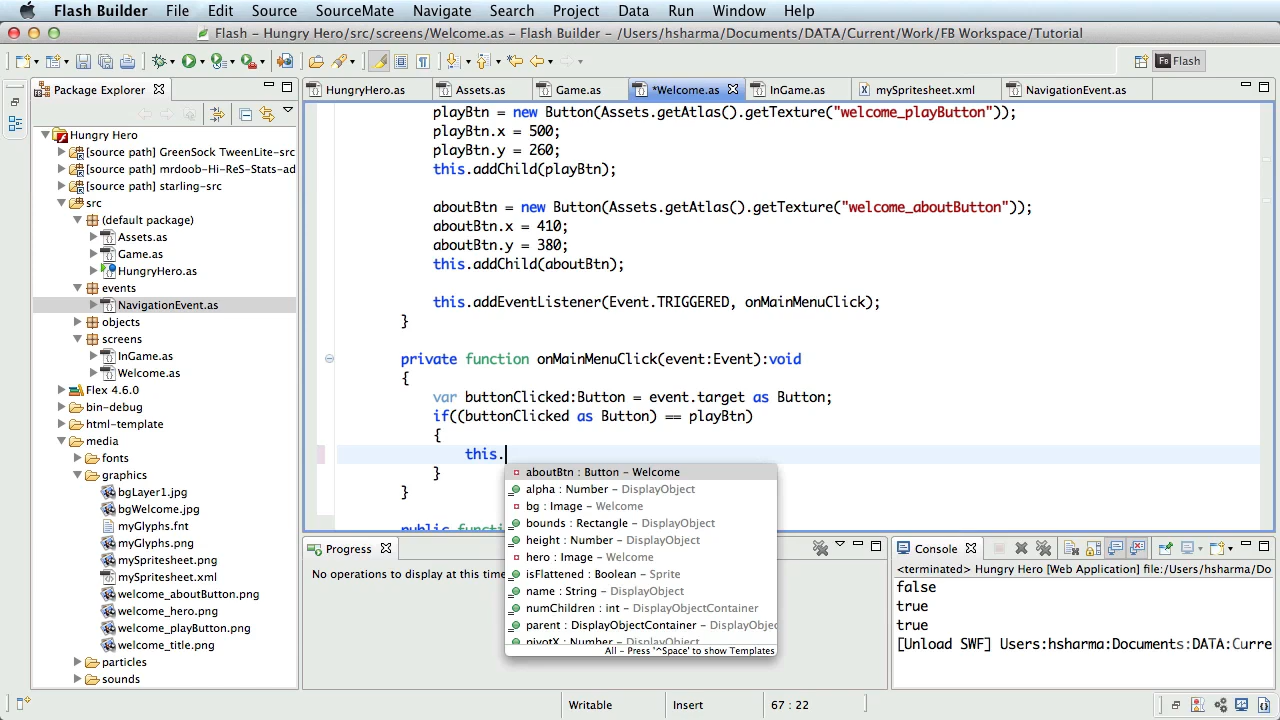 Flash Builder File Edit Source SourceMate Navigate Search Project Data Run Window Help
Flash – Hungry Hero/src/screens/Welcome.as – Flash Builder – /Users/hsharma/Documents/DATA/Current/Work/FB Workspace/Tutorial
Fb Flash
Package Explorer
Hungry Hero
[source path] GreenSock TweenLite-src
[source path] mrdoob-Hi-ReS-Stats-ad
[source path] starling-src
src
(default package)
Assets.as
Game.as
HungryHero.as
events
NavigationEvent.as
objects
screens
InGame.as
Welcome.as
Flex 4.6.0
bin-debug
html-template
media
fonts
graphics
bgLayer1.jpg
bgWelcome.jpg
myGlyphs.fnt
myGlyphs.png
mySpritesheet.png
mySpritesheet.xml
welcome_aboutButton.png
welcome_hero.png
welcome_playButton.png
welcome_title.png
particles
sounds
HungryHero.as Assets.as Game.as *Welcome.as InGame.as mySpritesheet.xml NavigationEvent.as
playBtn = new Button(Assets.getAtlas().getTexture("welcome_playButton"));
playBtn.x = 500;
playBtn.y = 260;
this.addChild(playBtn);
aboutBtn = new Button(Assets.getAtlas().getTexture("welcome_aboutButton"));
aboutBtn.x = 410;
aboutBtn.y = 380;
this.addChild(aboutBtn);
this.addEventListener(Event.TRIGGERED, onMainMenuClick);
}
private function onMainMenuClick(event:Event):void
{
var buttonClicked:Button = event.target as Button;
if((buttonClicked as Button) == playBtn)
{
this.
}
}
aboutBtn : Button – Welcome
alpha : Number – DisplayObject
bg : Image – Welcome
bounds : Rectangle – DisplayObject
height : Number – DisplayObject
hero : Image – Welcome
isFlattened : Boolean – Sprite
name : String – DisplayObject
numChildren : int – DisplayObjectContainer
parent : DisplayObjectContainer – DisplayObjec
pivotX : Number – DisplayObject
All – Press '^Space' to show Templates
Progress
No operations to display at this time
Console
<terminated> Hungry Hero [Web Application] file:/Users/hsharma/Do
false
true
true
[Unload SWF] Users:hsharma:Documents:DATA:Curre
Writable Insert 67 : 22